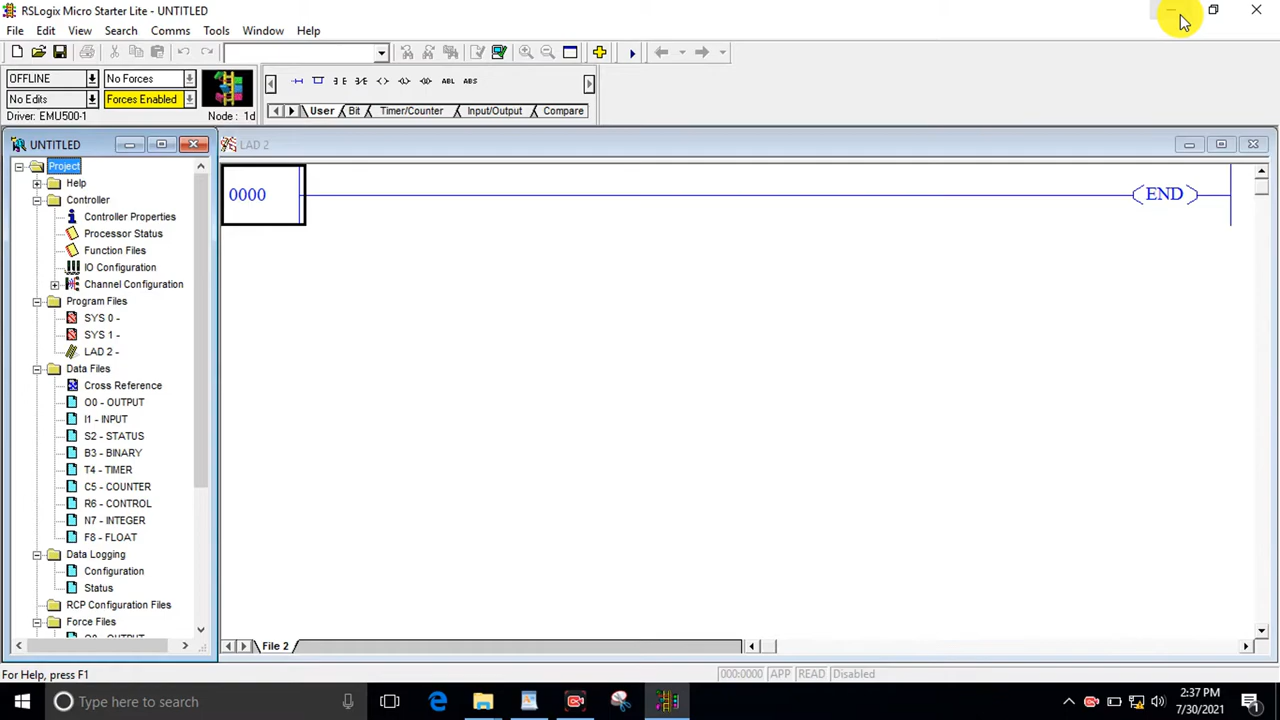 RSLogix Micro Starter Lite - UNTITLED
File Edit View Search Comms Tools Window Help
OFFLINE No Forces
No Edits Forces Enabled
Driver: EMU500-1 Node : 1d
ABL ABS
User Bit Timer/Counter Input/Output Compare
UNTITLED
LAD 2
Project
Help
Controller
Controller Properties
Processor Status
Function Files
IO Configuration
Channel Configuration
Program Files
SYS 0 -
SYS 1 -
LAD 2 -
Data Files
Cross Reference
O0 - OUTPUT
I1 - INPUT
S2 - STATUS
B3 - BINARY
T4 - TIMER
C5 - COUNTER
R6 - CONTROL
N7 - INTEGER
F8 - FLOAT
Data Logging
Configuration
Status
RCP Configuration Files
Force Files
O0 - OUTPUT
0000
END
File 2
For Help, press F1
000:0000 APP READ Disabled
Type here to search
2:37 PM
7/30/2021
1